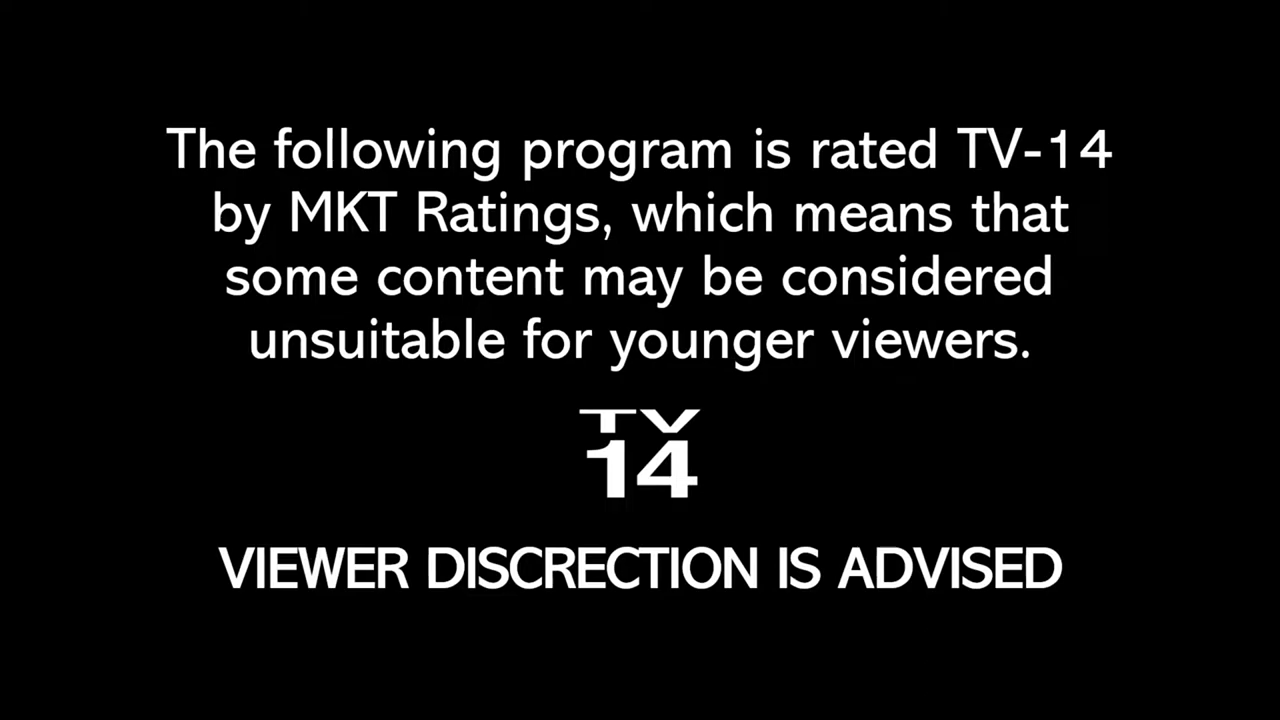 The following program is rated TV-14
by MKT Ratings, which means that
some content may be considered
unsuitable for younger viewers.
TV
14
VIEWER DISCRECTION IS ADVISED